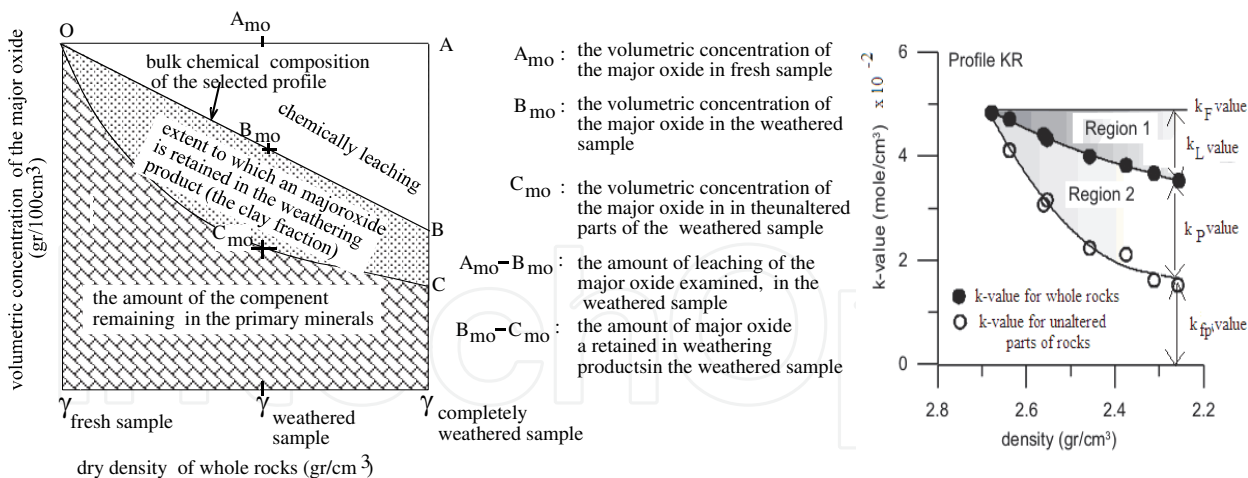 volumetric concentration of the major oxide
(gr/100cm3)
O
Amo
A
bulk chemical composition
of the selected profile
chemically leaching
Bmo
extent to which an majoroxide
is retained in the weathering
product (the clay fraction)
Cmo
B
C
the amount of the compenent
remaining in the primary minerals
γ fresh sample
γ weathered
sample
γ completely
weathered sample
dry density of whole rocks (gr/cm 3)
Amo : the volumetric concentration of
the major oxide in fresh sample
Bmo : the volumetric concentration of
the major oxide in the weathered
sample
Cmo : the volumetric concentration of
the major oxide in in theunaltered
parts of the weathered sample
Amo−Bmo : the amount of leaching of the
major oxide examined, in the
weathered sample
Bmo−Cmo : the amount of major oxide
a retained in weathering
productsin the weathered sample
k-value (mole/cm3) x 10 -2
6
4
2
0
Profile KR
kF value
Region 1
kL value
Region 2
kP value
k-value for whole rocks
k-value for unaltered
parts of rocks
kfp value
2.8
2.6
2.4
2.2
density (gr/cm3)